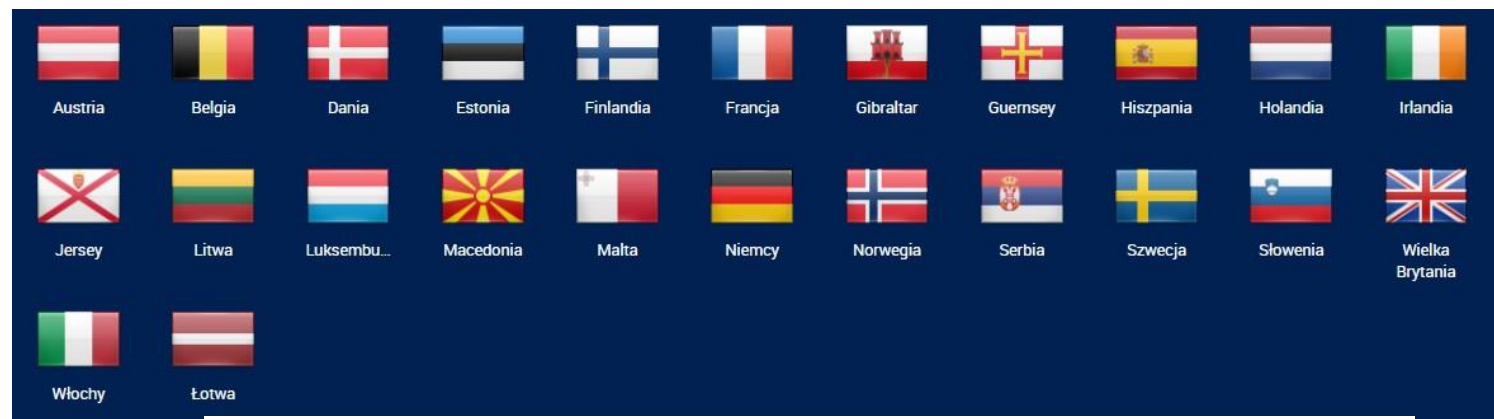 Austria
Belgia
Dania
Estonia
Finlandia
Francja
Gibraltar
Guernsey
Hiszpania
Holandia
Irlandia
Jersey
Litwa
Luksembu...
Macedonia
Malta
Niemcy
Norwegia
Serbia
Szwecja
Słowenia
Wielka
Brytania
Włochy
Łotwa